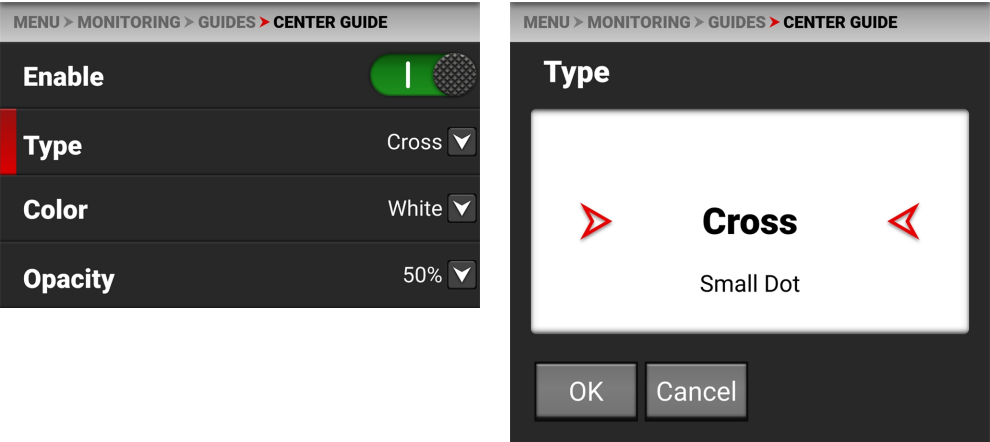 MENU > MONITORING > GUIDES > CENTER GUIDE
Enable
Type Cross
Color White
Opacity 50%
MENU > MONITORING > GUIDES > CENTER GUIDE
Type
Cross
Small Dot
OK Cancel